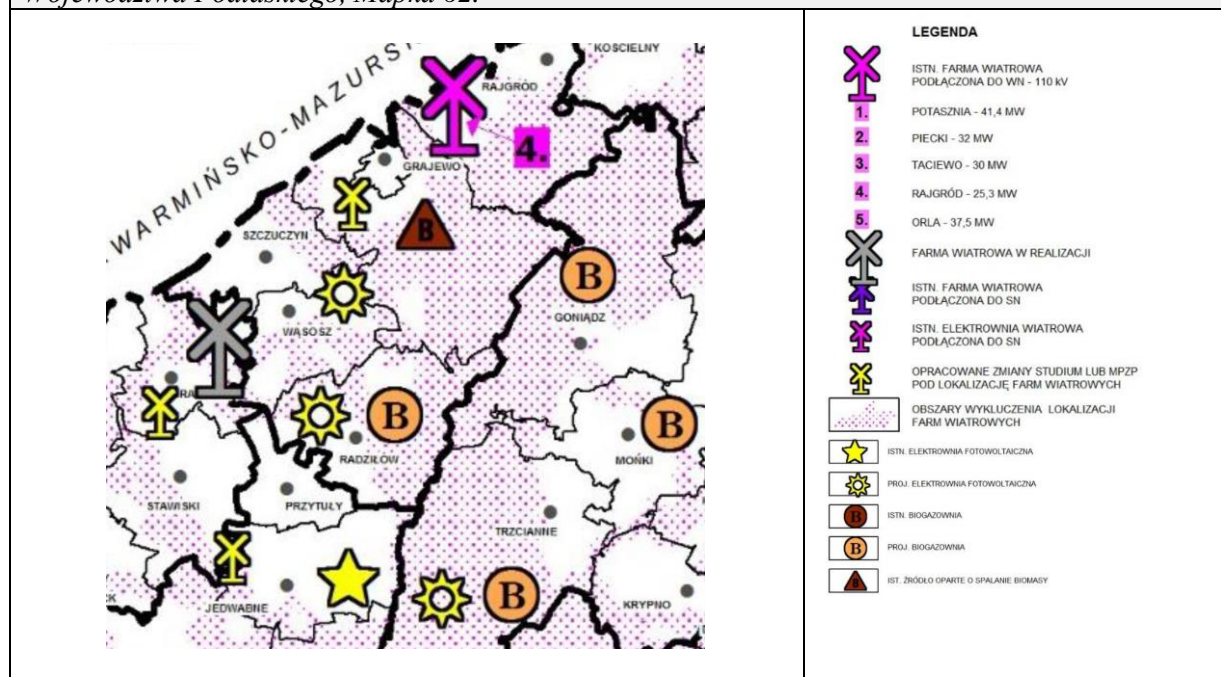 Województwa Podlaskiego, Mapka 62.
WARMIŃSKO-MAZURS
KOŚCIELNY
RAJGRÓD
4.
GRAJEWO
SZCZUCZYN
B
B
GONIĄDZ
WĄSOSZ
RA
B
B
RADZIŁÓW
MOŃKI
STAWISKI
PRZYTUŁY
TRZCIANNE
B
JEDWABNE
KRYPNO
LEGENDA
ISTN. FARMA WIATROWA
PODŁĄCZONA DO WN - 110 kV
1. POTASZNIA - 41,4 MW
2. PIECKI - 32 MW
3. TACIEWO - 30 MW
4. RAJGRÓD - 25,3 MW
5. ORLA - 37,5 MW
FARMA WIATROWA W REALIZACJI
ISTN. FARMA WIATROWA
PODŁĄCZONA DO SN
ISTN. ELEKTROWNIA WIATROWA
PODŁĄCZONA DO SN
OPRACOWANE ZMIANY STUDIUM LUB MPZP
POD LOKALIZACJĘ FARM WIATROWYCH
OBSZARY WYKLUCZENIA LOKALIZACJI
FARM WIATROWYCH
ISTN. ELEKTROWNIA FOTOWOLTAICZNA
PROJ. ELEKTROWNIA FOTOWOLTAICZNA
B ISTN. BIOGAZOWNIA
B PROJ. BIOGAZOWNIA
B IST. ŹRÓDŁO OPARTE O SPALANIE BIOMASY